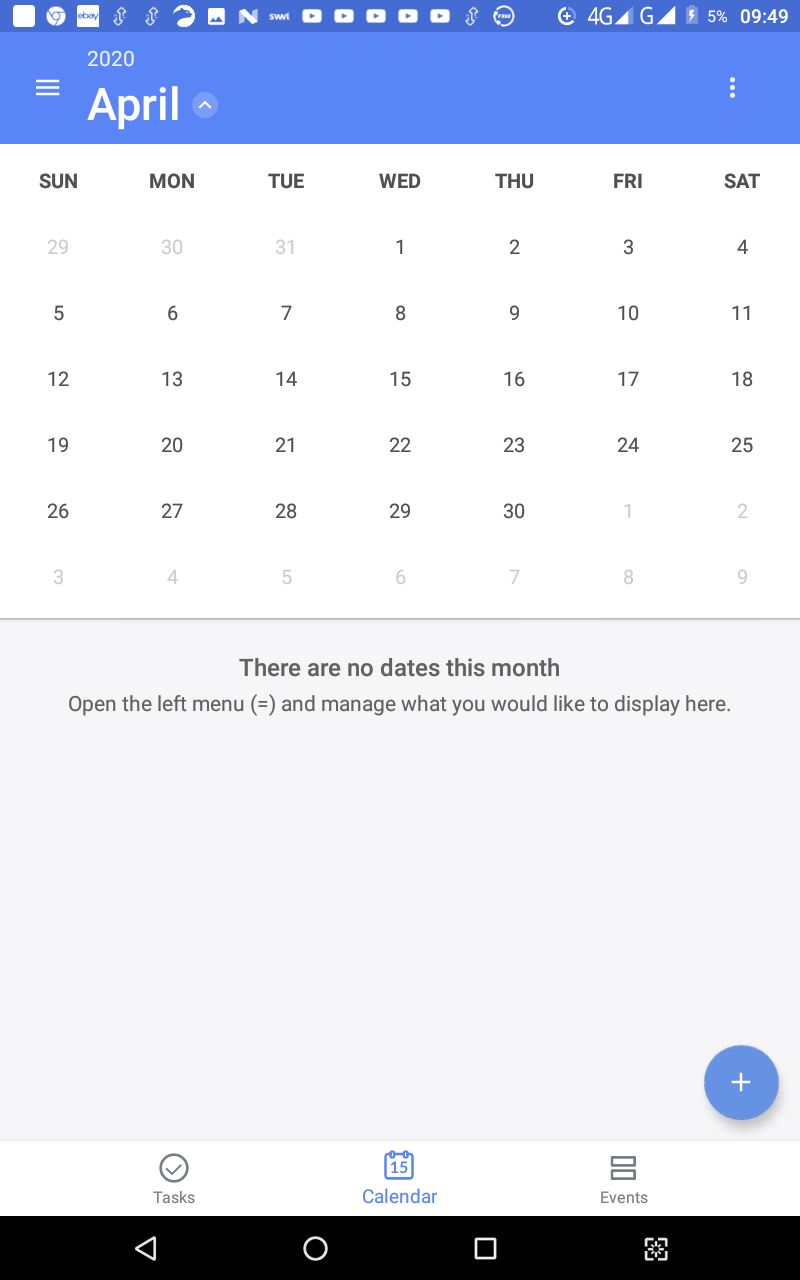 ebay swl FREE 4G G 5% 09:49
2020
April
SUN MON TUE WED THU FRI SAT
29 30 31 1 2 3 4
5 6 7 8 9 10 11
12 13 14 15 16 17 18
19 20 21 22 23 24 25
26 27 28 29 30 1 2
3 4 5 6 7 8 9
There are no dates this month
Open the left menu (=) and manage what you would like to display here.
+
15
Tasks Calendar Events